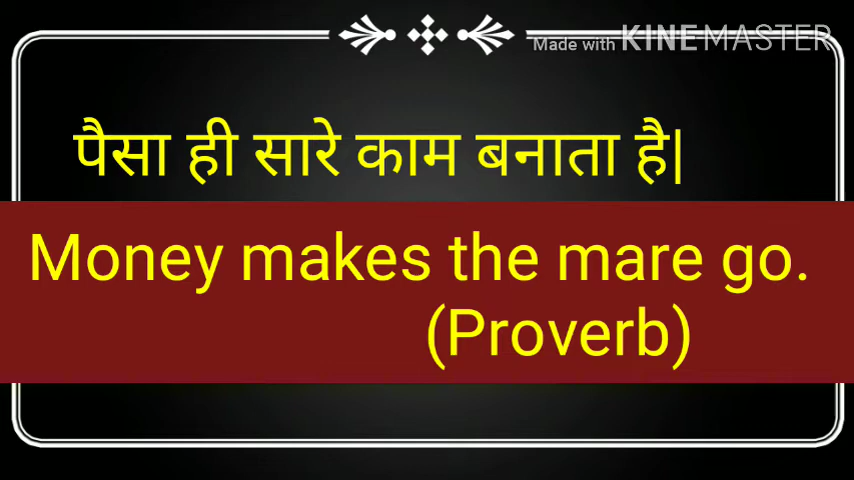 Made with KINEMASTER
पैसा ही सारे काम बनाता है|
Money makes the mare go.
(Proverb)